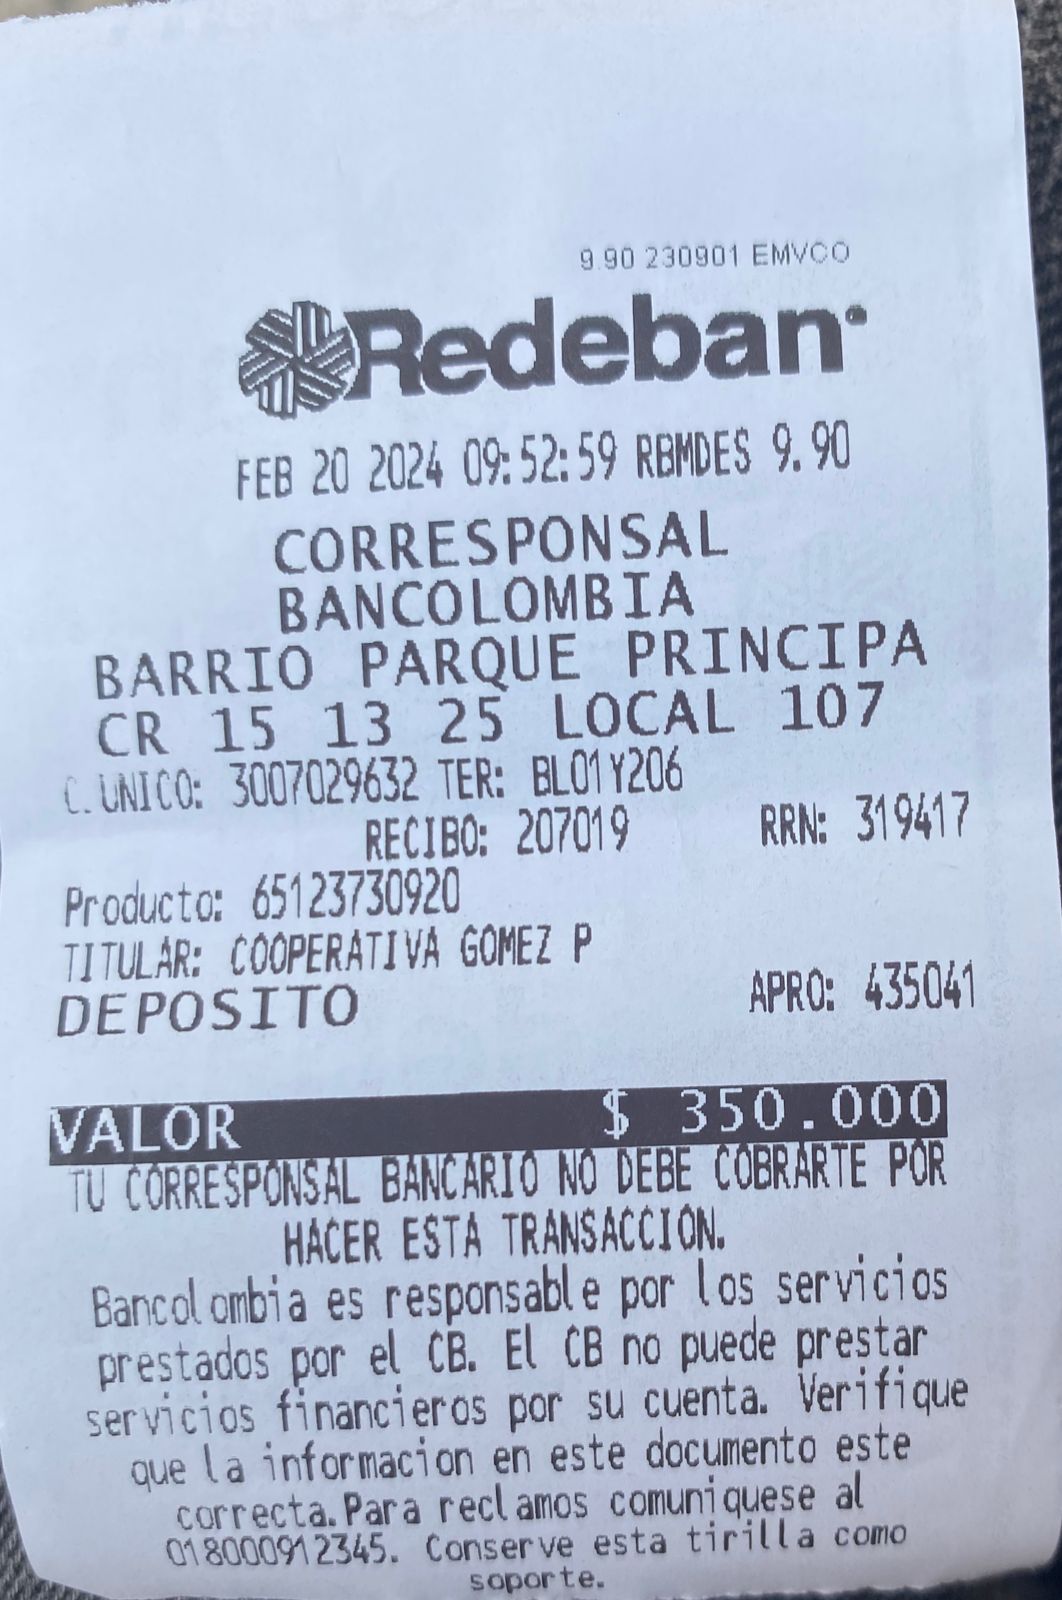 9.90 230901 EMVCO
Redeban
FEB 20 2024 09:52:59 RBMDES 9.90
CORRESPONSAL
BANCOLOMBIA
BARRIO PARQUE PRINCIPA
CR 15 13 25 LOCAL 107
C.UNICO: 3007029632 TER: BL01Y206
RECIBO: 207019 RRN: 319417
Producto: 65123730920
TITULAR: COOPERATIVA GOMEZ P
DEPOSITO APRO: 435041
VALOR $ 350.000
TU CORRESPONSAL BANCARIO NO DEBE COBRARTE POR
HACER ESTA TRANSACCION.
Bancolombia es responsable por los servicios
prestados por el CB. El CB no puede prestar
servicios financieros por su cuenta. Verifique
que la informacion en este documento este
correcta.Para reclamos comuniquese al
018000912345. Conserve esta tirilla como
soporte.